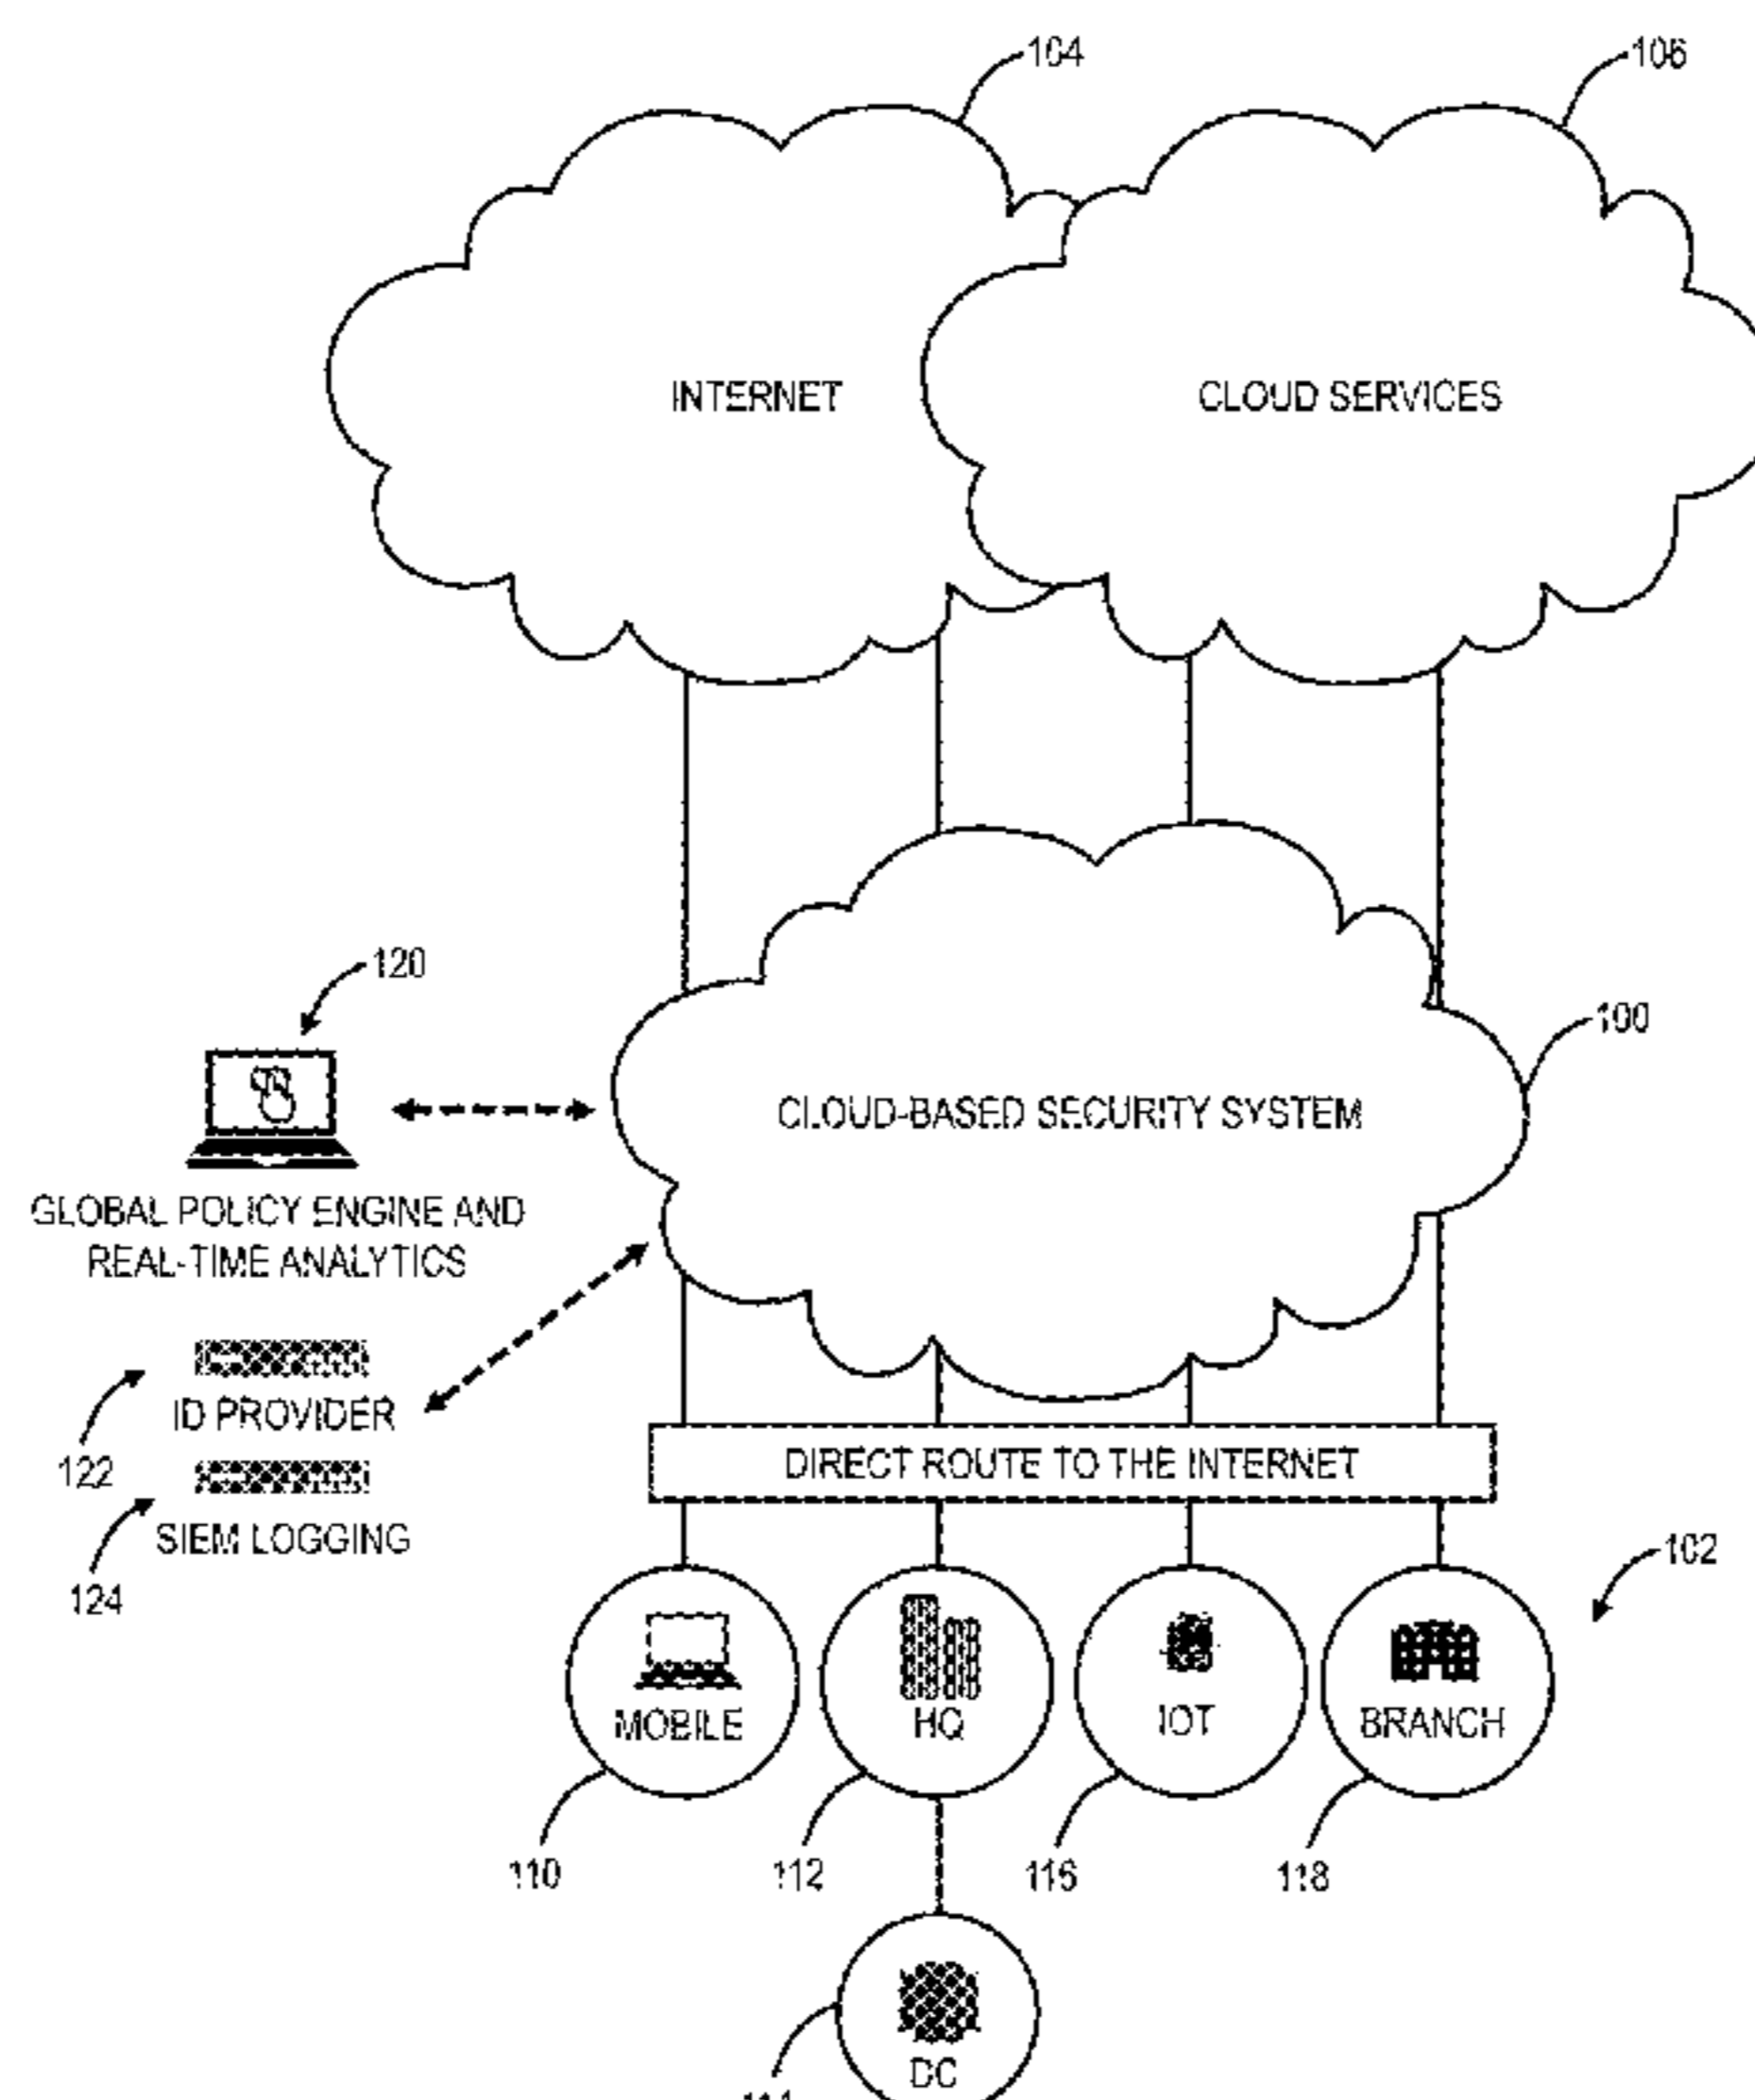 104
106
INTERNET
CLOUD SERVICES
120
100
CLOUD-BASED SECURITY SYSTEM
GLOBAL POLICY ENGINE AND
REAL-TIME ANALYTICS
ID PROVIDER
122
DIRECT ROUTE TO THE INTERNET
SIEM LOGGING
124
102
MOBILE
HQ
IOT
BRANCH
110
112
116
118
DC